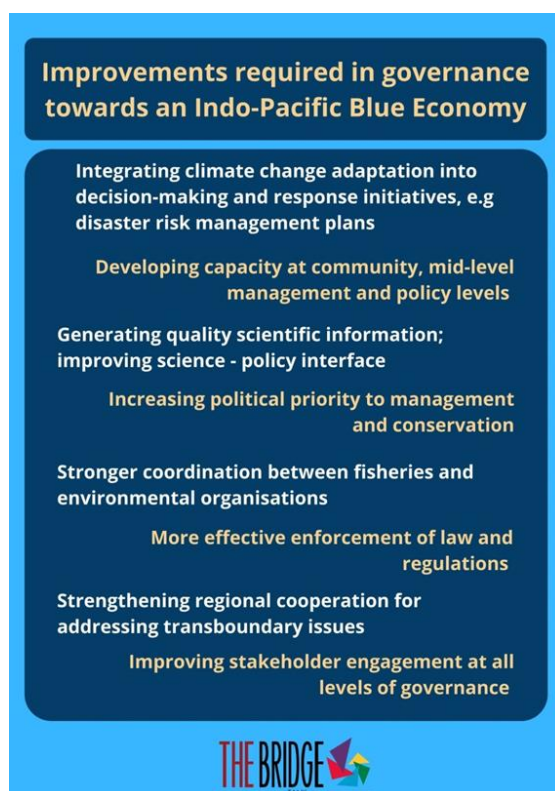 Improvements required in governance
towards an Indo-Pacific Blue Economy
Integrating climate change adaptation into
decision-making and response initiatives, e.g
disaster risk management plans
Developing capacity at community, mid-level
management and policy levels
Generating quality scientific information;
improving science - policy interface
Increasing political priority to management
and conservation
Stronger coordination between fisheries and
environmental organisations
More effective enforcement of law and
regulations
Strengthening regional cooperation for
addressing transboundary issues
Improving stakeholder engagement at all
levels of governance
THE BRIDGE